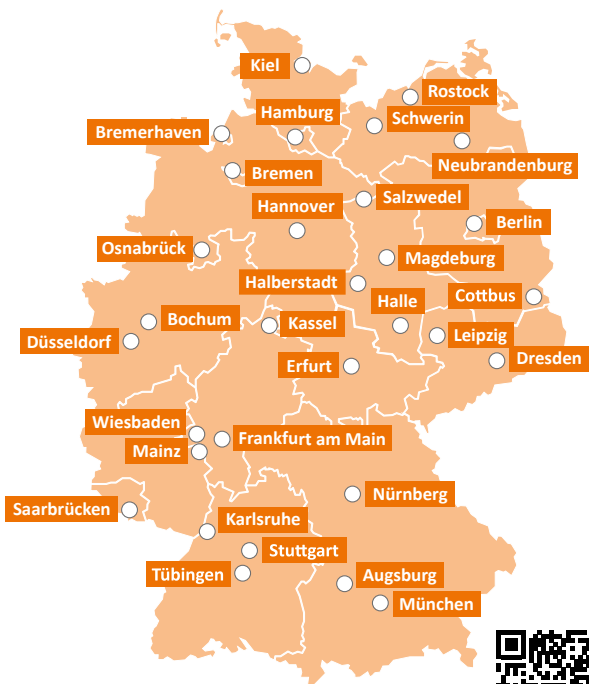 Kiel
Rostock
Hamburg
Schwerin
Bremerhaven
Neubrandenburg
Bremen
Salzwedel
Hannover
Berlin
Osnabrück
Magdeburg
Halberstadt
Halle
Cottbus
Bochum
Kassel
Leipzig
Düsseldorf
Dresden
Erfurt
Wiesbaden
Frankfurt am Main
Mainz
Nürnberg
Saarbrücken
Karlsruhe
Stuttgart
Tübingen
Augsburg
München